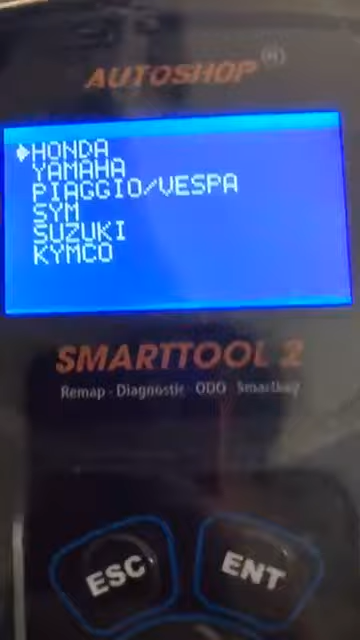 AUTOSHOP (R)
HONDA
YAMAHA
PIAGGIO/VESPA
SYM
SUZUKI
KYMCO
SMARTTOOL 2
Remap - Diagnostic - ODO - Smartkey
ESC
ENT